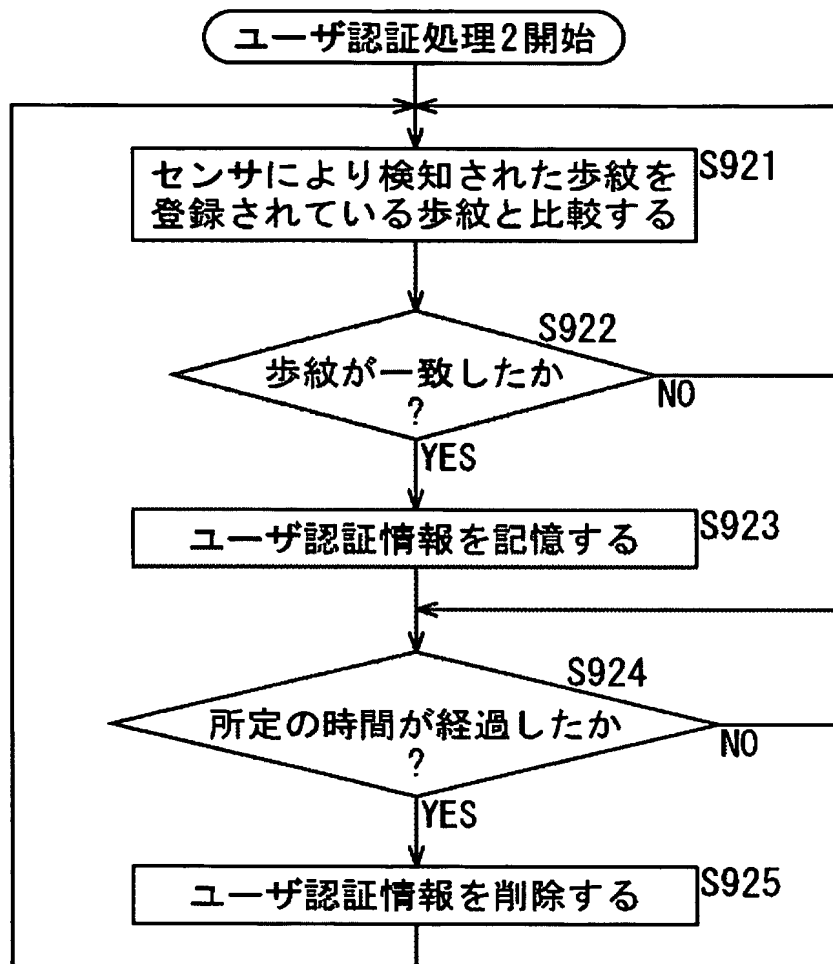 ユーザ認証処理2開始
S921
センサにより検知された歩紋を
登録されている歩紋と比較する
S922
歩紋が一致したか
?
NO
YES
S923
ユーザ認証情報を記憶する
S924
所定の時間が経過したか
?
NO
YES
S925
ユーザ認証情報を削除する